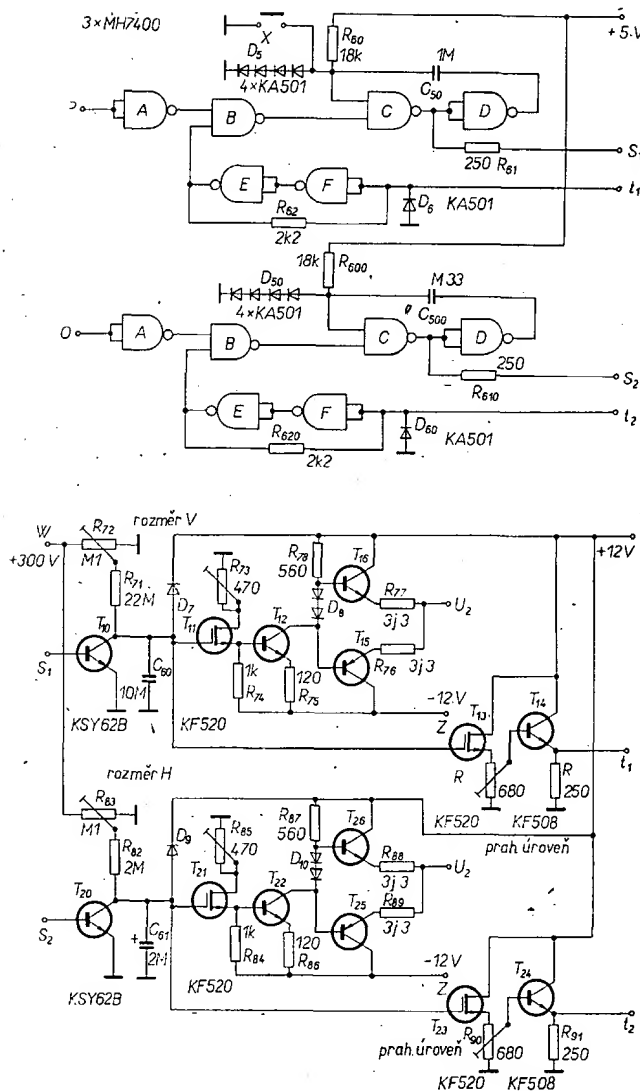 3×MH7400
X
D5
4×KA501
R60
18k
1M
C50
+5 V
A
B
C
D
250 R61
E
F
t1
R62
2k2
D6
KA501
18k
R600
D50
4×KA501
M33
C500
O
A
B
C
D
250
R610
S2
E
F
t2
R620
2k2
D60
KA501
W
+300 V
R72
M1
rozměr V
R71
22M
T10
S1
KSY62B
D7
C60
10M
R73
470
T11
KF520
1k
R74
T12
120
R75
R78
560
D8
T16
R77
3j3
U2
T15
R76
3j3
-12 V
Z
+12V
T13
T14
t1
R
680
R
250
KF520
KF508
prah. úroveň
rozměr H
R83
M1
R82
2M
T20
S2
KSY62B
D9
+
C61
2M
R85
470
T21
KF520
1k
R84
T22
120
R86
R87
560
D10
T26
R88
3j3
U2
T25
R89
3j3
-12 V
Z
T23
T24
t2
R90
680
prah. úroveň
R91
250
KF520
KF508